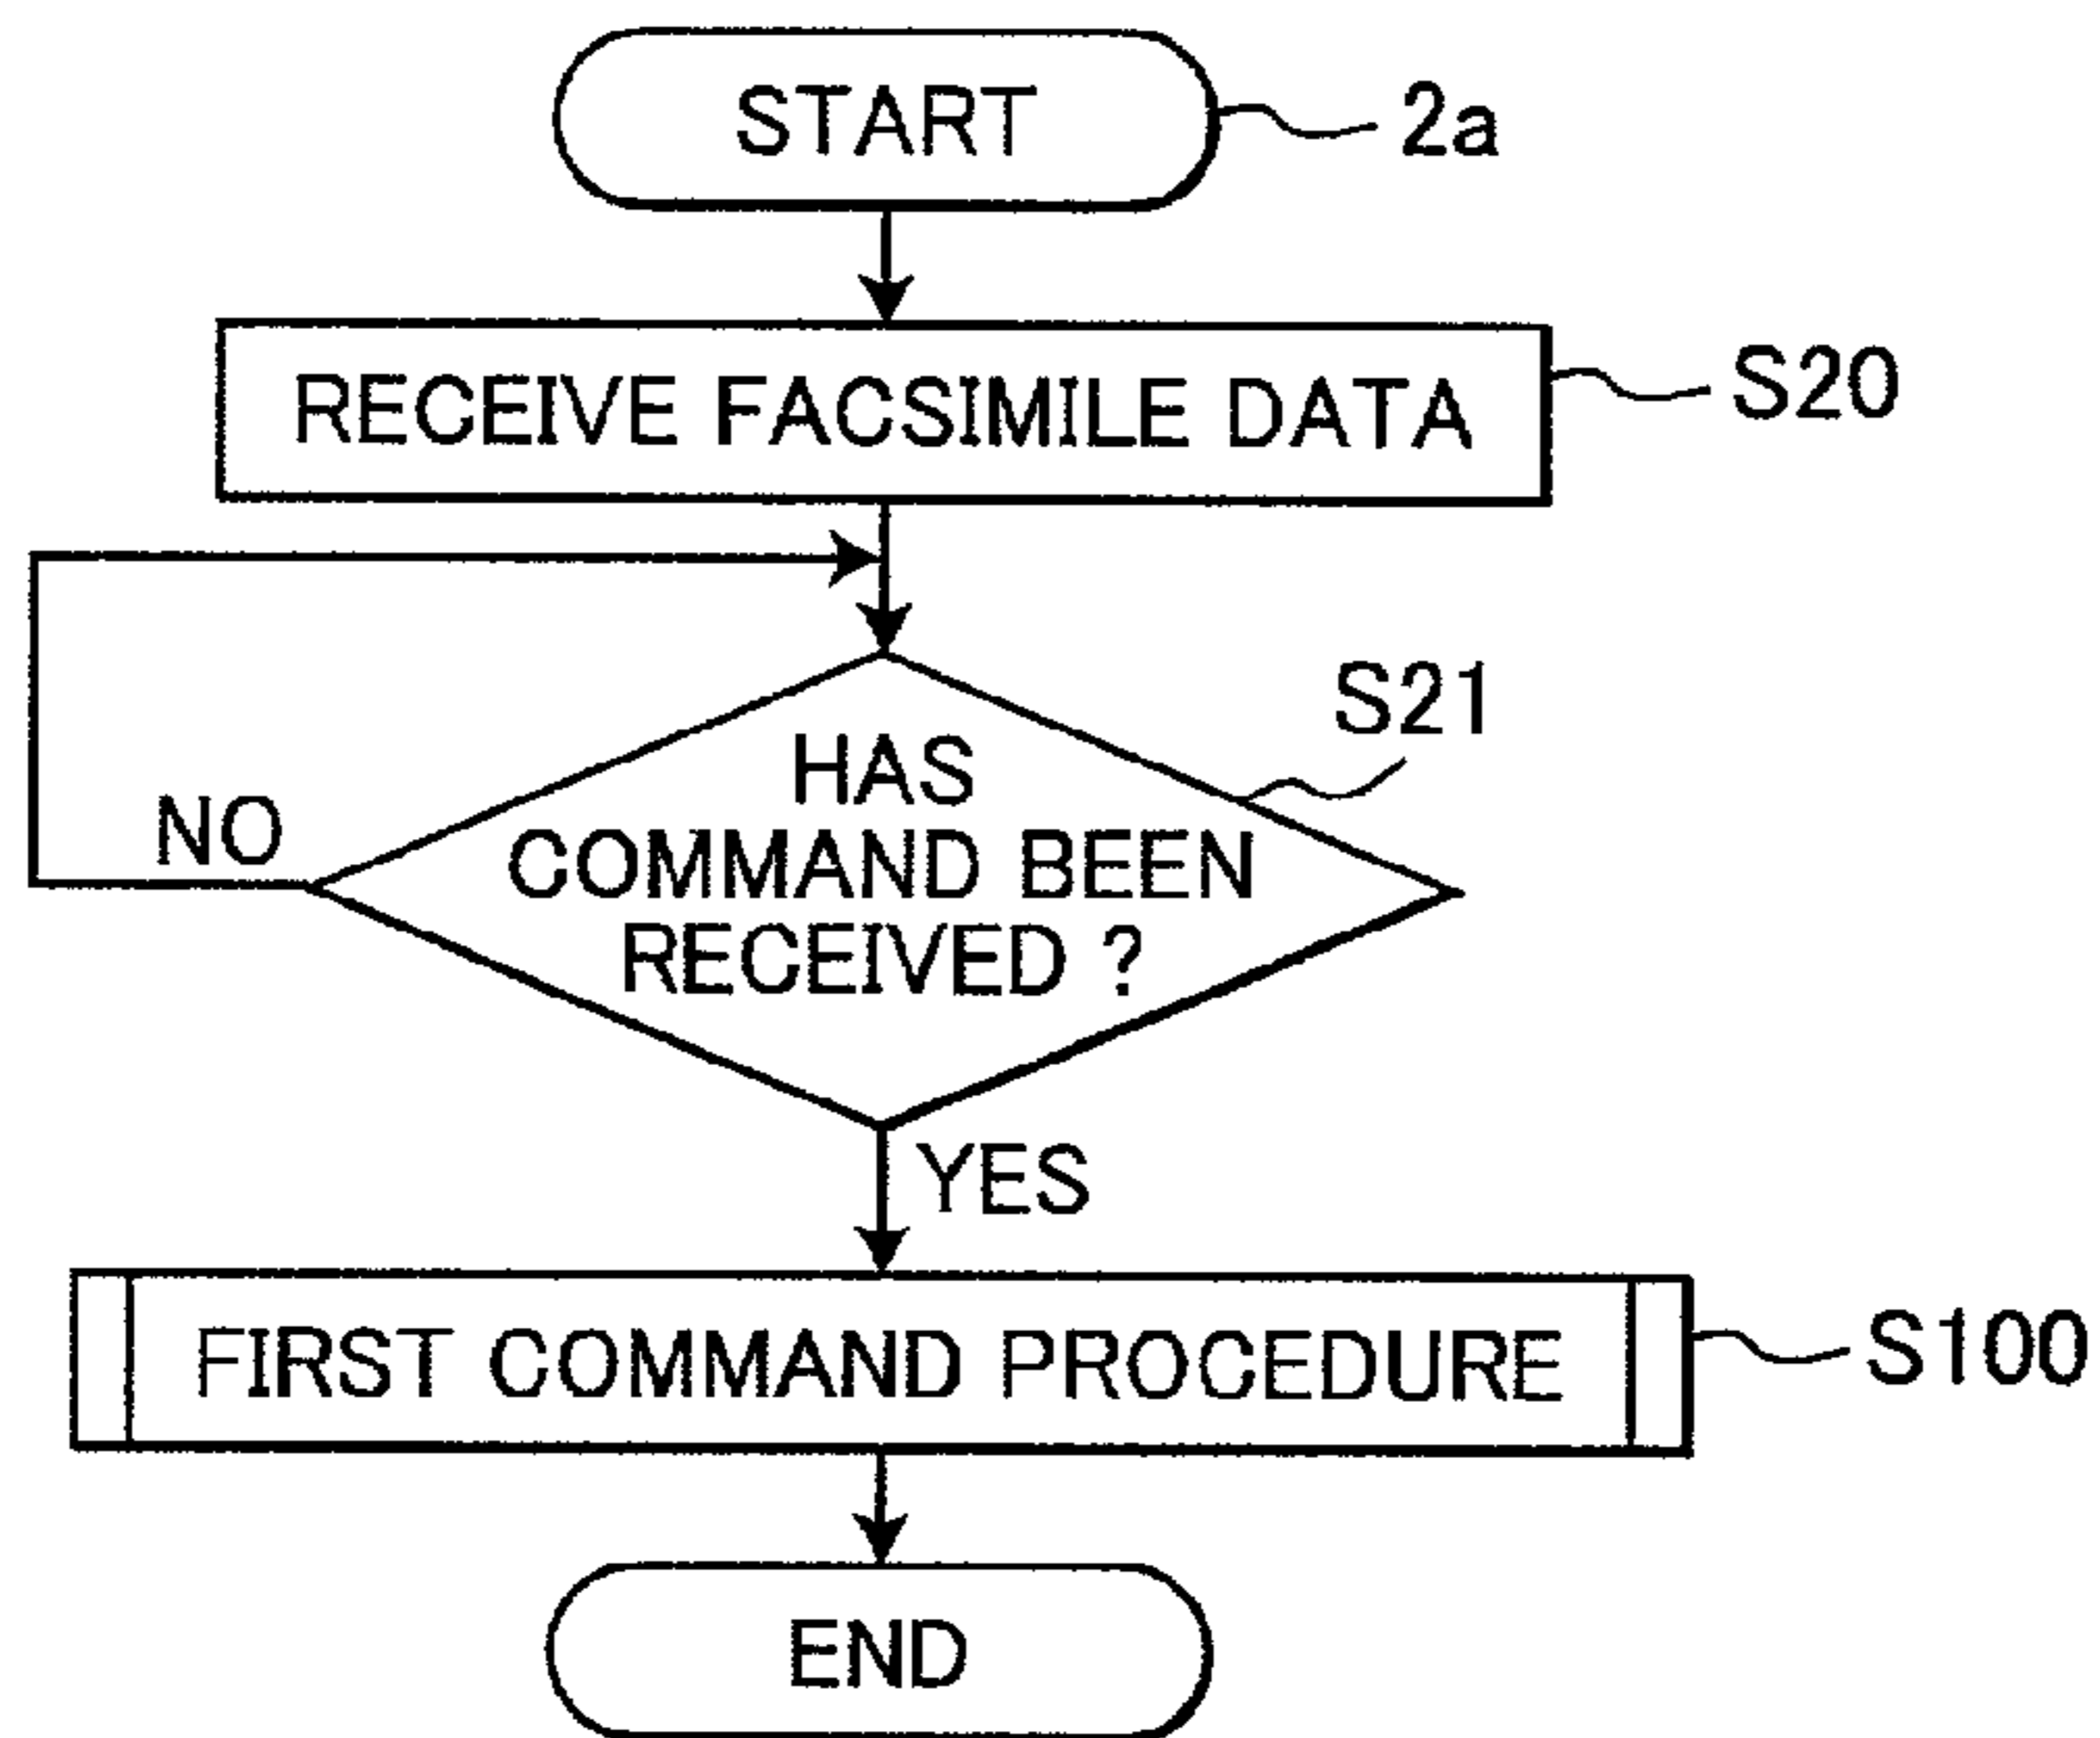 START
2a
RECEIVE FACSIMILE DATA
S20
S21
HAS
COMMAND BEEN
RECEIVED ?
NO
YES
FIRST COMMAND PROCEDURE
S100
END